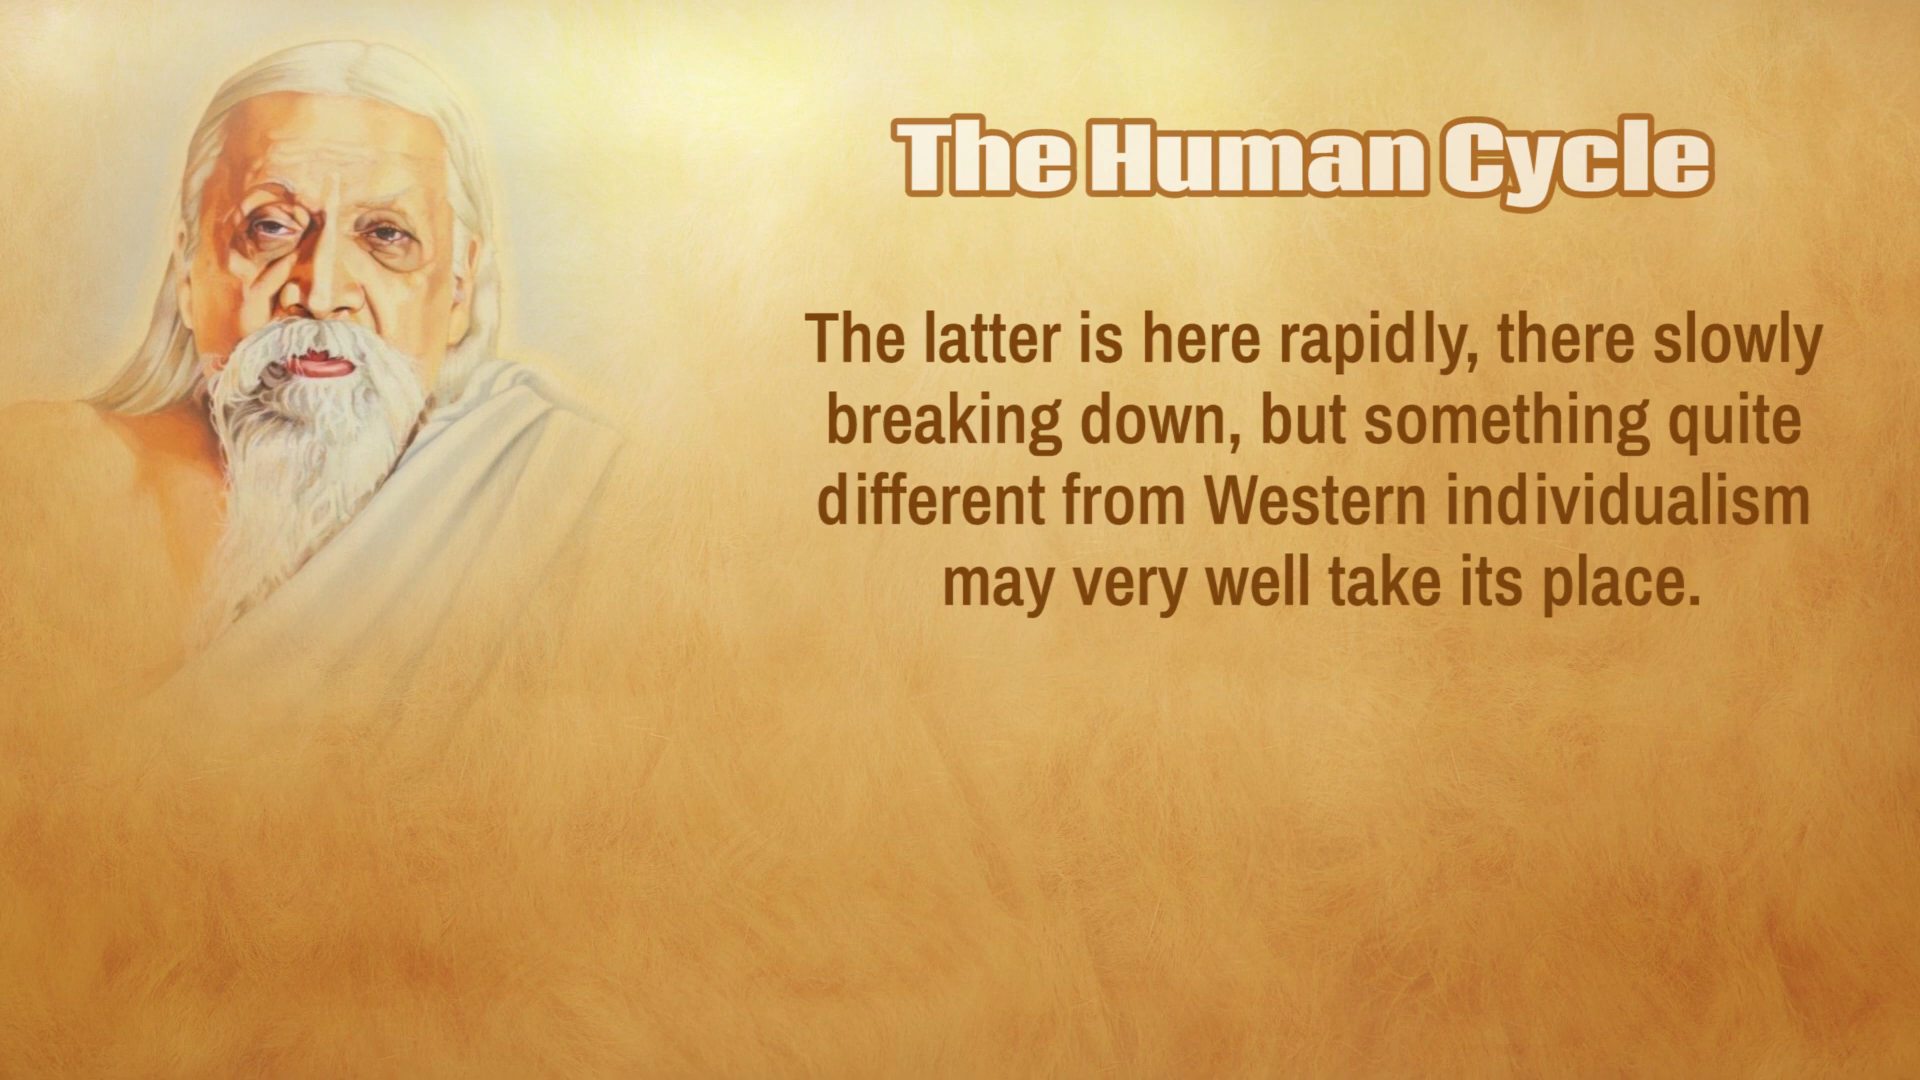 The Human Cycle
The latter is here rapidly, there slowly
breaking down, but something quite
different from Western individualism
may very well take its place.